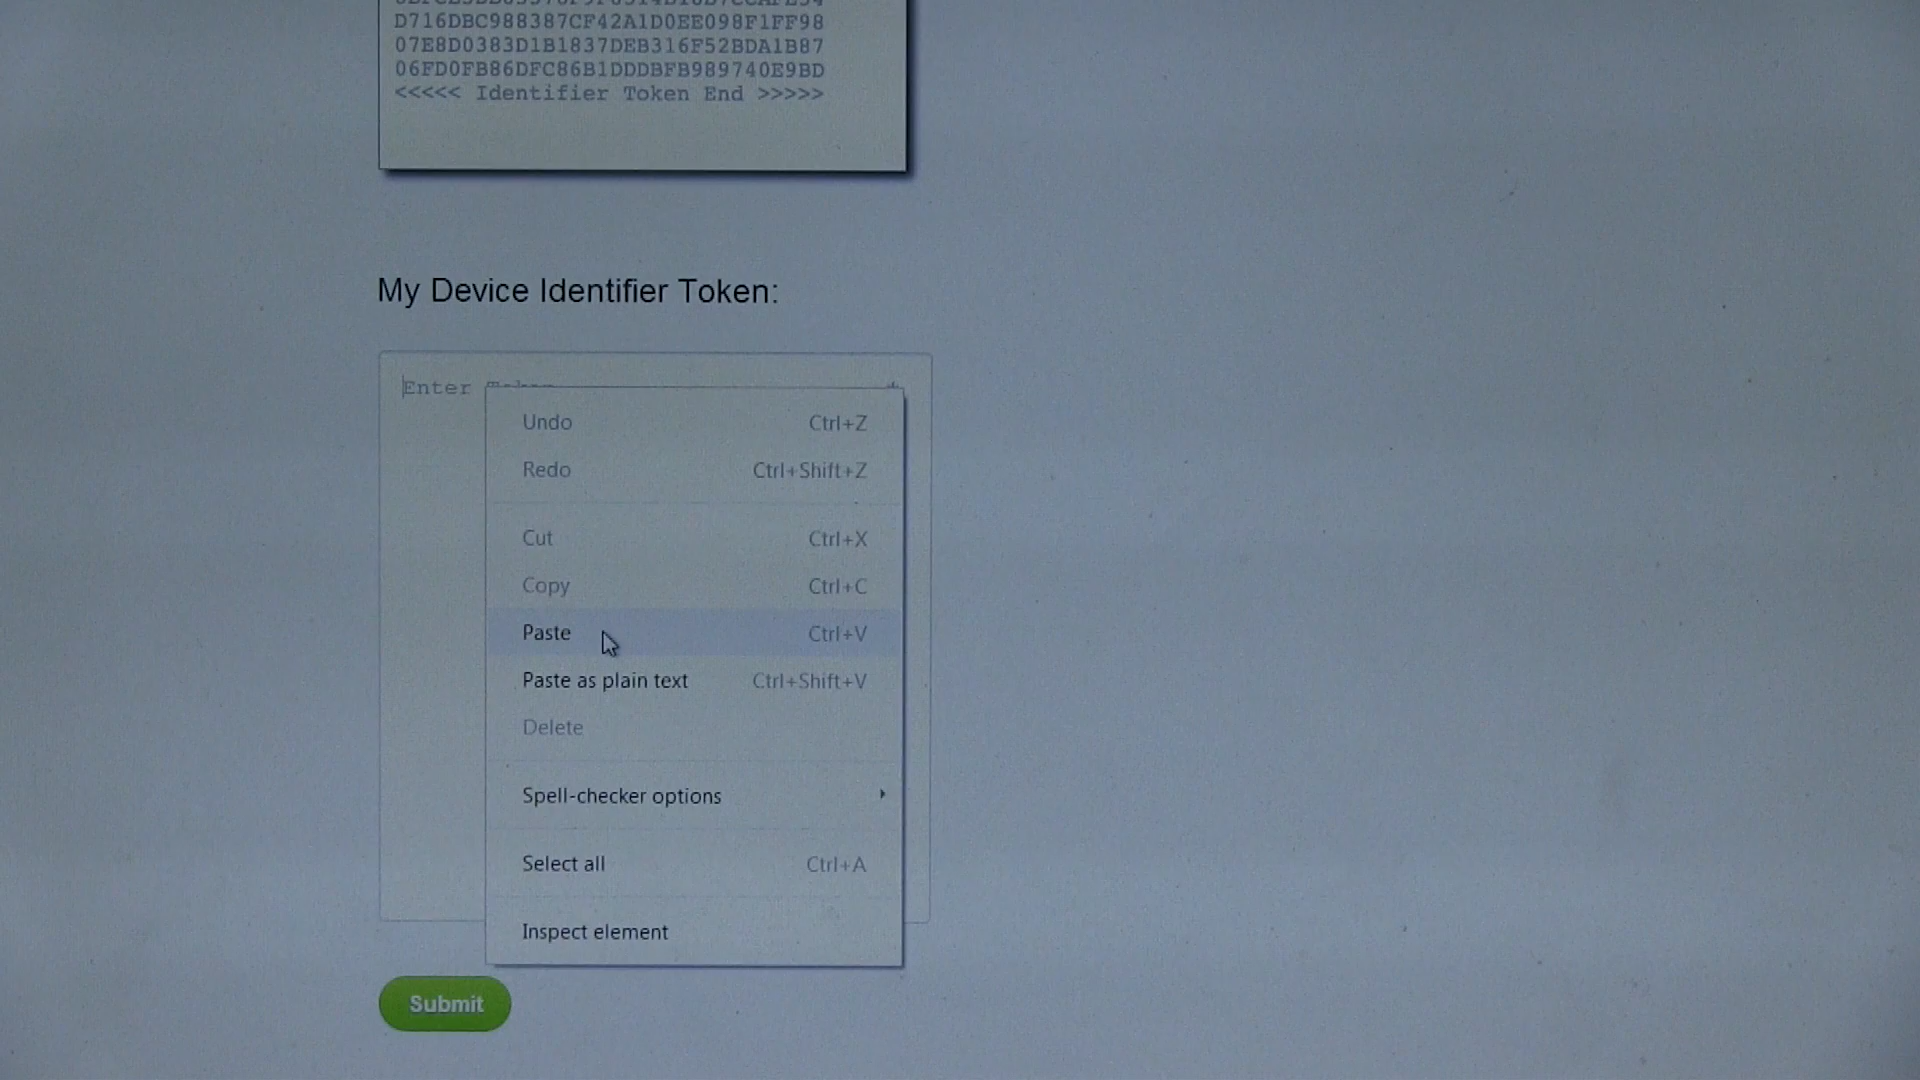 D716DBC988387CF42A1D0EE098F1FF98
07E8D0383D1B1837DEB316F52BDA1B87
06FD0FB86DFC86B1DDDBFB989740E9BD
<<<<< Identifier Token End >>>>>
My Device Identifier Token:
Enter
Undo Ctrl+Z
Redo Ctrl+Shift+Z
Cut Ctrl+X
Copy Ctrl+C
Paste Ctrl+V
Paste as plain text Ctrl+Shift+V
Delete
Spell-checker options
Select all Ctrl+A
Inspect element
Submit